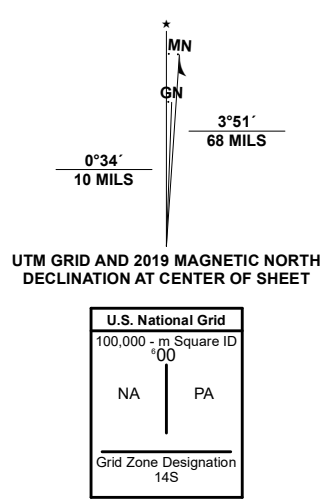 ★
MN
GN
3°51´
68 MILS
0°34´
10 MILS
UTM GRID AND 2019 MAGNETIC NORTH
DECLINATION AT CENTER OF SHEET
U.S. National Grid
100,000 - m Square ID
⁶00
NA PA
Grid Zone Designation
14S